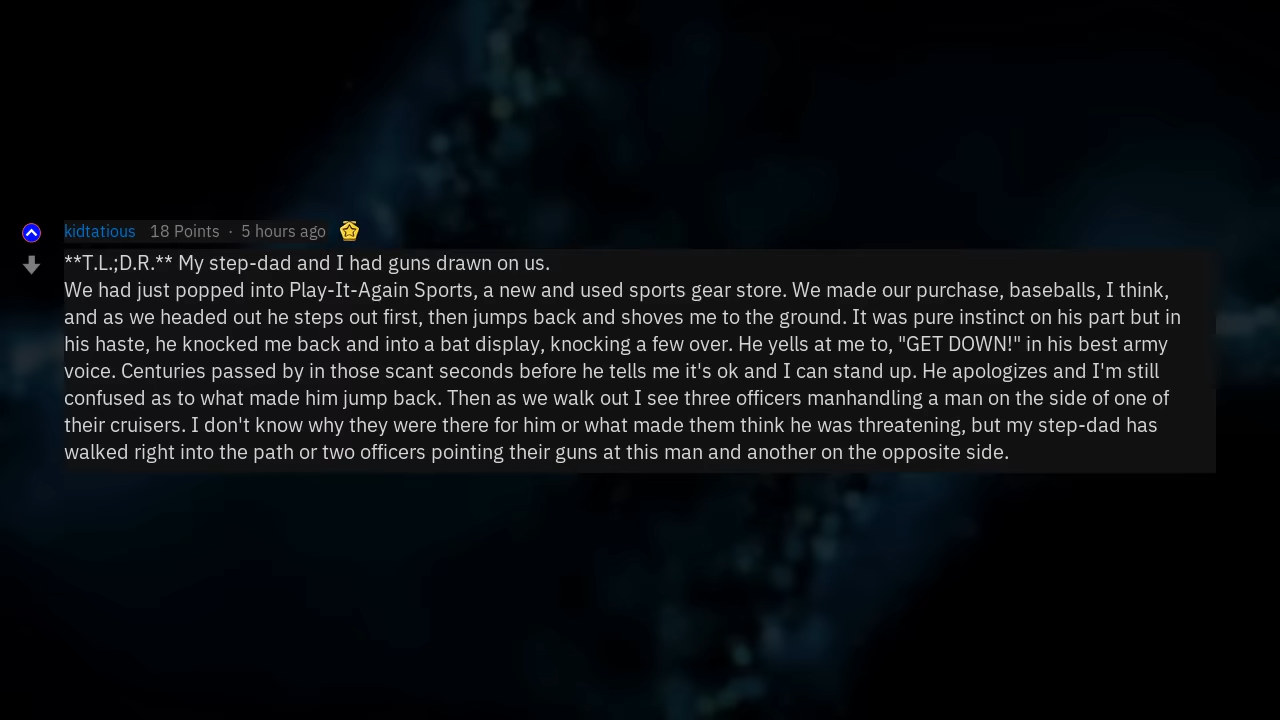 kidtatious 18 Points · 5 hours ago
**T.L.;D.R.** My step-dad and I had guns drawn on us.
We had just popped into Play-It-Again Sports, a new and used sports gear store. We made our purchase, baseballs, I think,
and as we headed out he steps out first, then jumps back and shoves me to the ground. It was pure instinct on his part but in
his haste, he knocked me back and into a bat display, knocking a few over. He yells at me to, "GET DOWN!" in his best army
voice. Centuries passed by in those scant seconds before he tells me it's ok and I can stand up. He apologizes and I'm still
confused as to what made him jump back. Then as we walk out I see three officers manhandling a man on the side of one of
their cruisers. I don't know why they were there for him or what made them think he was threatening, but my step-dad has
walked right into the path or two officers pointing their guns at this man and another on the opposite side.